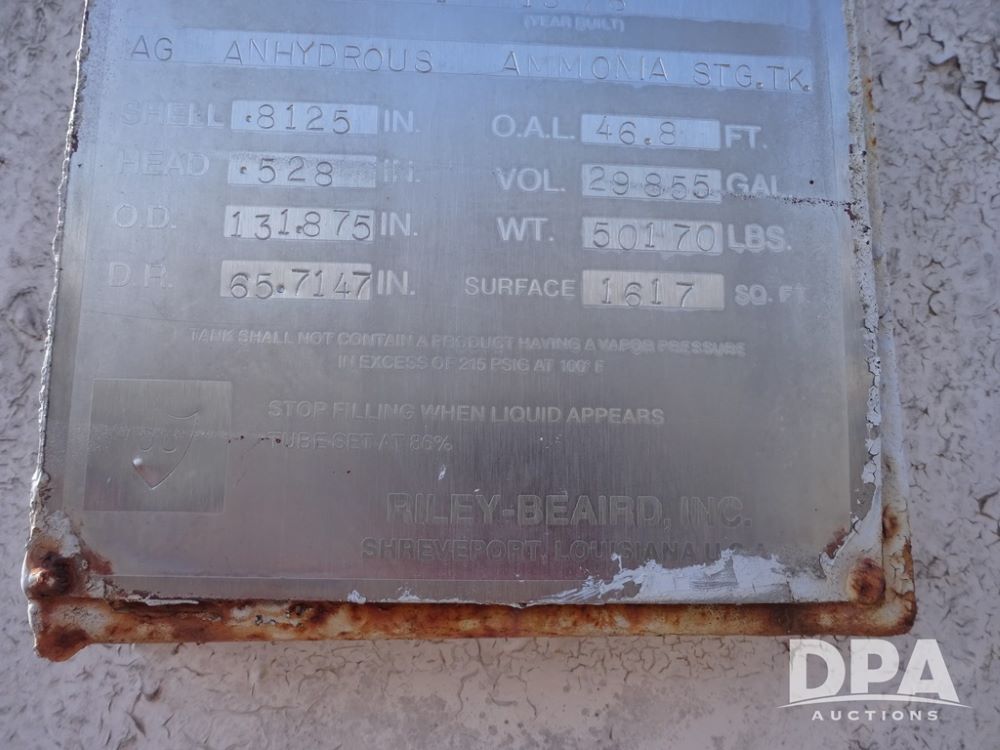 (YEAR BUILT)
AG ANHYDROUS AMMONIA STG.TK.
SHELL .8125 IN. O.A.L. 46.8 FT.
HEAD .528 IN. VOL. 29855 GAL.
O.D. 131.875 IN. WT. 50170 LBS.
D.R. 65.7147 IN. SURFACE 1617 SQ. FT.
TANK SHALL NOT CONTAIN A PRODUCT HAVING A VAPOR PRESSURE
IN EXCESS OF 215 PSIG AT 100° F
STOP FILLING WHEN LIQUID APPEARS
TUBE SET AT 86%
RILEY-BEAIRD, INC.
SHREVEPORT, LOUISIANA U.S.A.
DPA
AUCTIONS